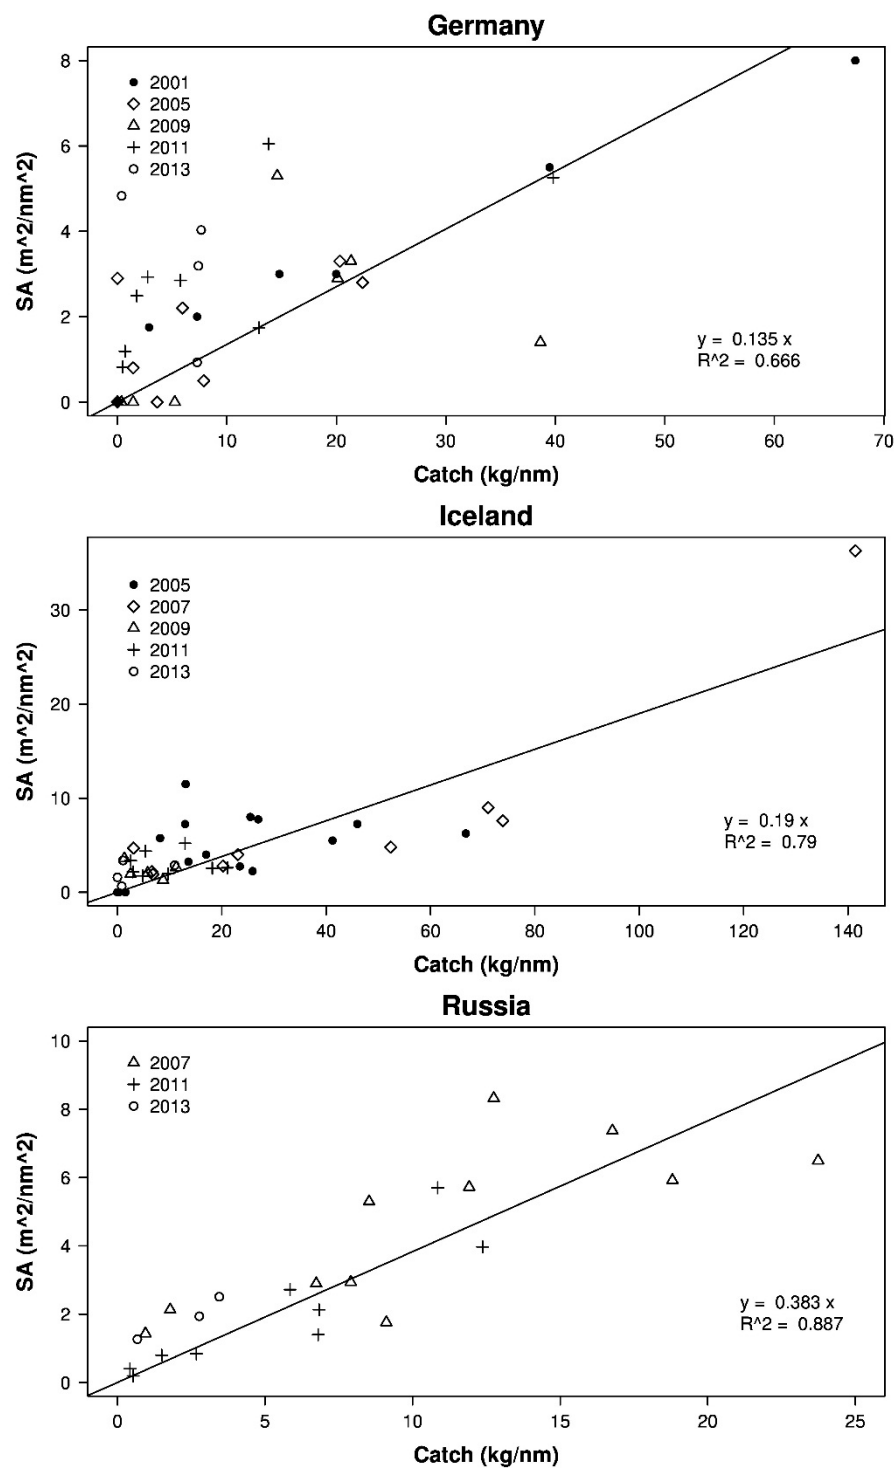 Germany
8
6
4
2
0
SA (m^2/nm^2)
2001
2005
2009
2011
2013
y = 0.135 x
R^2 = 0.666
0 10 20 30 40 50 60 70
Catch (kg/nm)
Iceland
30
20
10
0
SA (m^2/nm^2)
2005
2007
2009
2011
2013
y = 0.19 x
R^2 = 0.79
0 20 40 60 80 100 120 140
Catch (kg/nm)
Russia
10
8
6
4
2
0
SA (m^2/nm^2)
2007
2011
2013
y = 0.383 x
R^2 = 0.887
0 5 10 15 20 25
Catch (kg/nm)